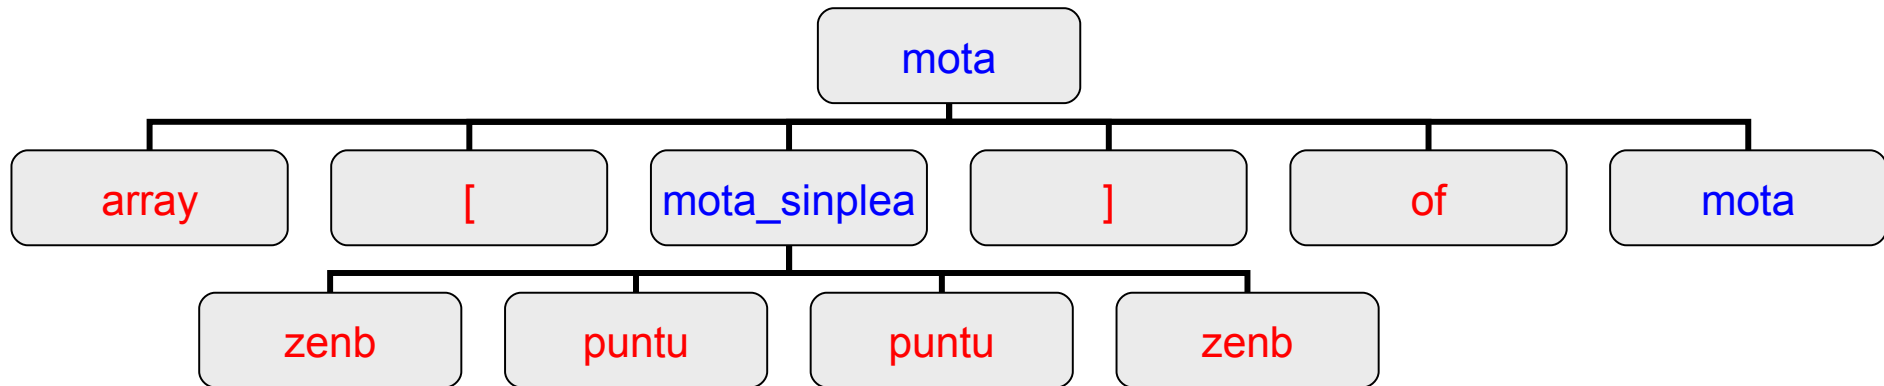 mota
array [ mota_sinplea ] of mota
zenb puntu puntu zenb